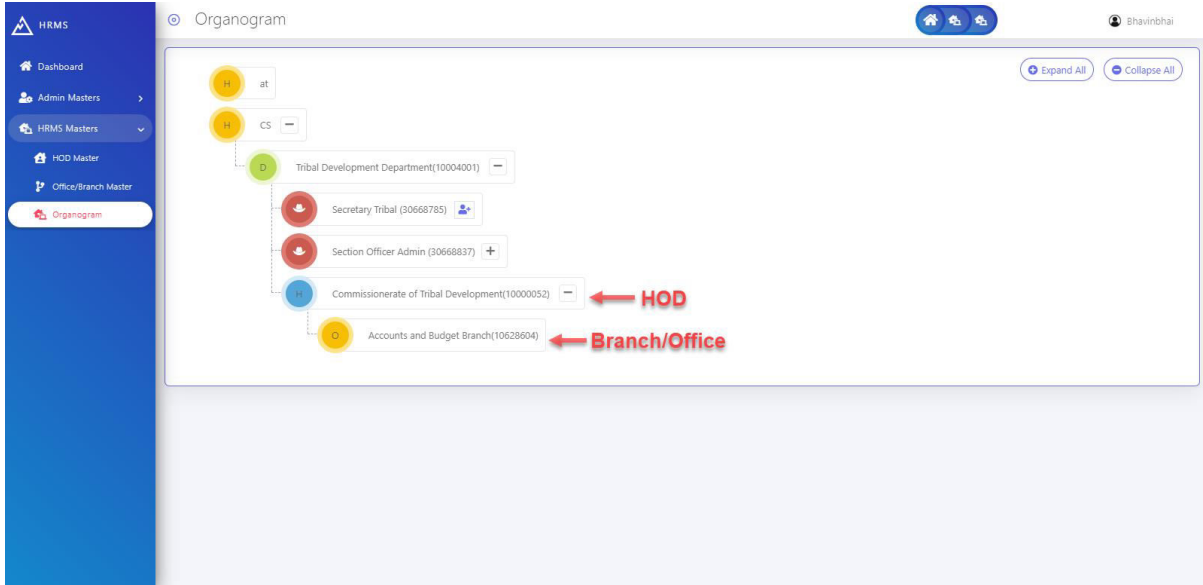 HRMS
Organogram
Bhavinbhai
Dashboard
Admin Masters
HRMS Masters
HOD Master
Office/Branch Master
Organogram
Expand All
Collapse All
H at
H CS
D Tribal Development Department(10004001)
Secretary Tribal (30668785)
Section Officer Admin (30668837)
H Commissionerate of Tribal Development(10000052)
HOD
O Accounts and Budget Branch(10628604)
Branch/Office